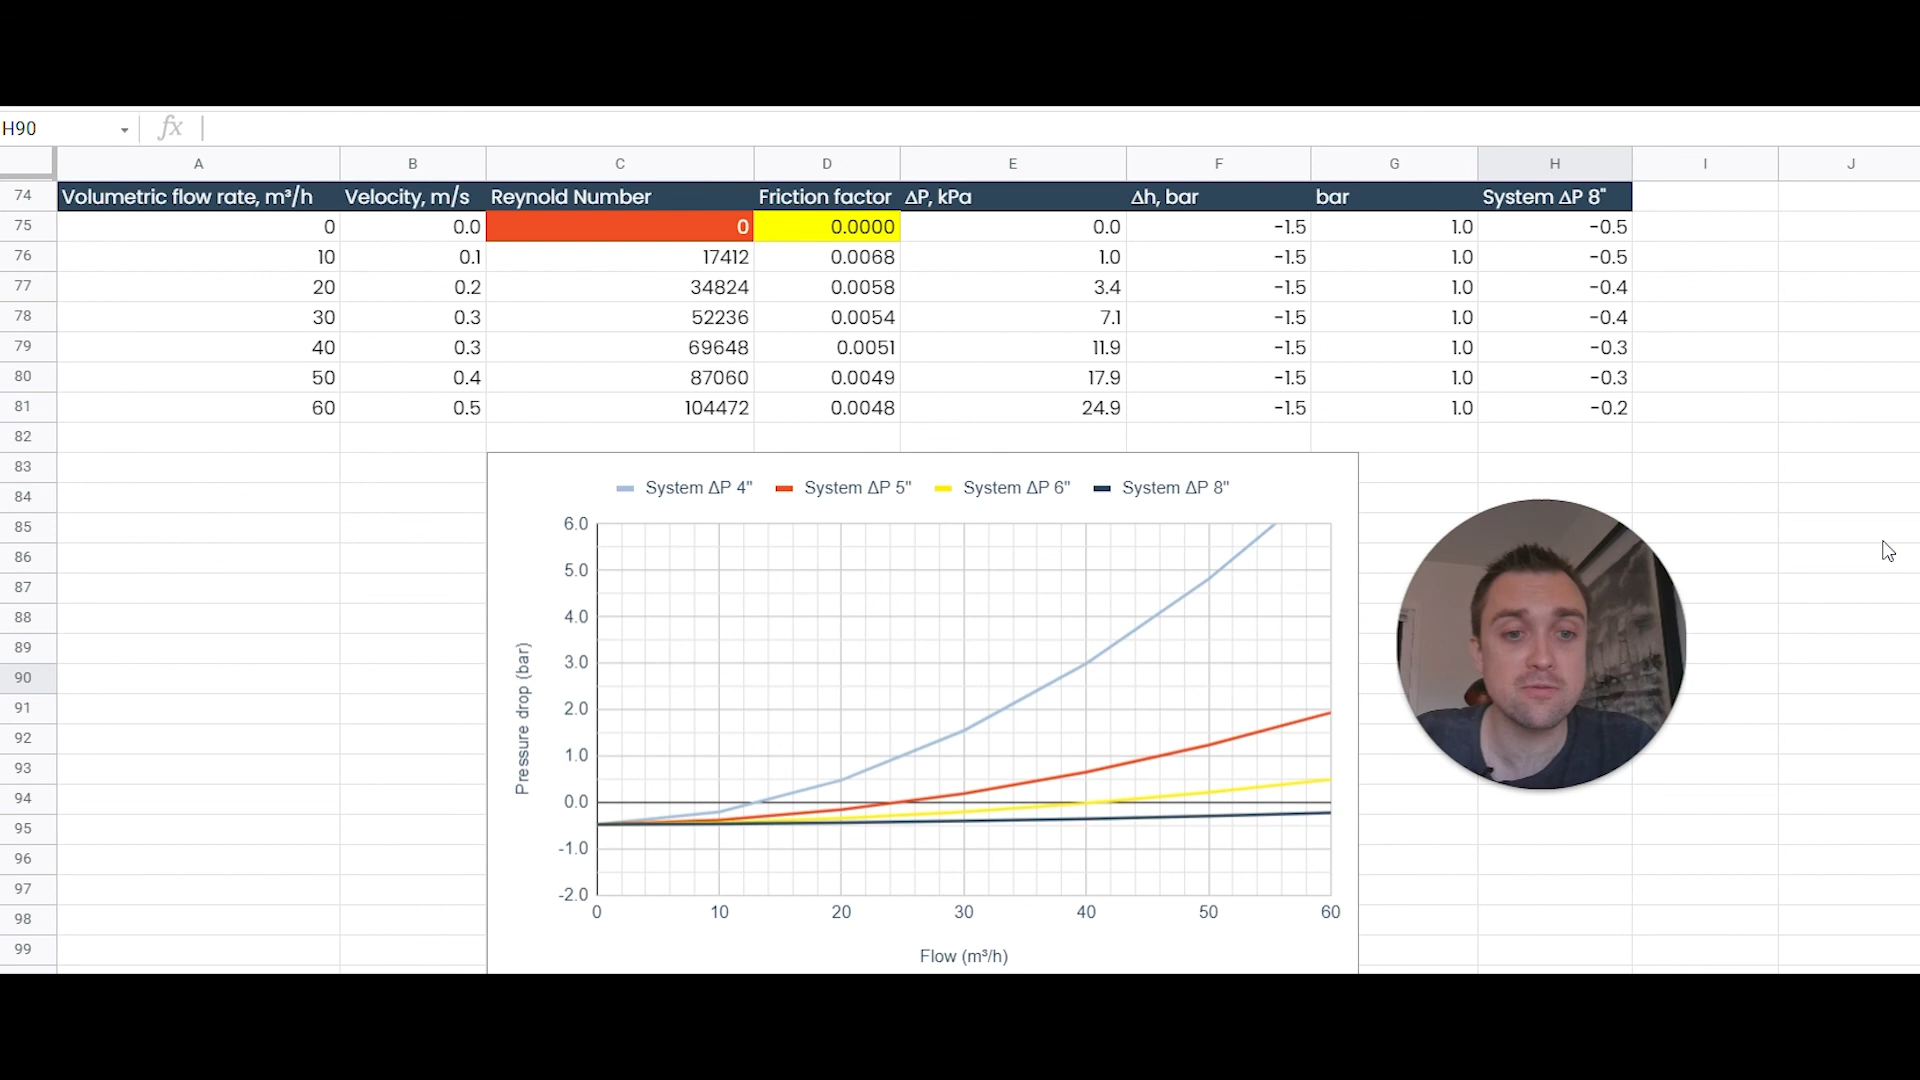 H90 fx
A B C D E F G H I J
74 Volumetric flow rate, m³/h Velocity, m/s Reynold Number Friction factor ΔP, kPa Δh, bar bar System ΔP 8"
75 0 0.0 0 0.0000 0.0 -1.5 1.0 -0.5
76 10 0.1 17412 0.0068 1.0 -1.5 1.0 -0.5
77 20 0.2 34824 0.0058 3.4 -1.5 1.0 -0.4
78 30 0.3 52236 0.0054 7.1 -1.5 1.0 -0.4
79 40 0.3 69648 0.0051 11.9 -1.5 1.0 -0.3
80 50 0.4 87060 0.0049 17.9 -1.5 1.0 -0.3
81 60 0.5 104472 0.0048 24.9 -1.5 1.0 -0.2
82
83
84
85
86
87
88
89
90
91
92
93
94
95
96
97
98
99
System ΔP 4" System ΔP 5" System ΔP 6" System ΔP 8"
6.0
5.0
4.0
3.0
2.0
1.0
0.0
-1.0
-2.0
Pressure drop (bar)
0 10 20 30 40 50 60
Flow (m³/h)